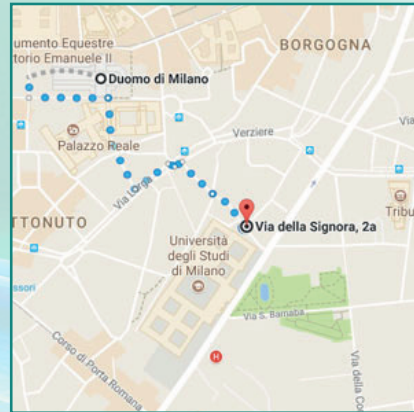 BORGOGNA
umento Equestre
torio Emanuele II
Duomo di Milano
Verziere
Via
Palazzo Reale
Via Larga
TTONUTO
Tribu
Via della Signora, 2a
Università
degli Studi
di Milano
ssori
Via S. Barnaba
H
Corso di Porta Romana
Via della Co